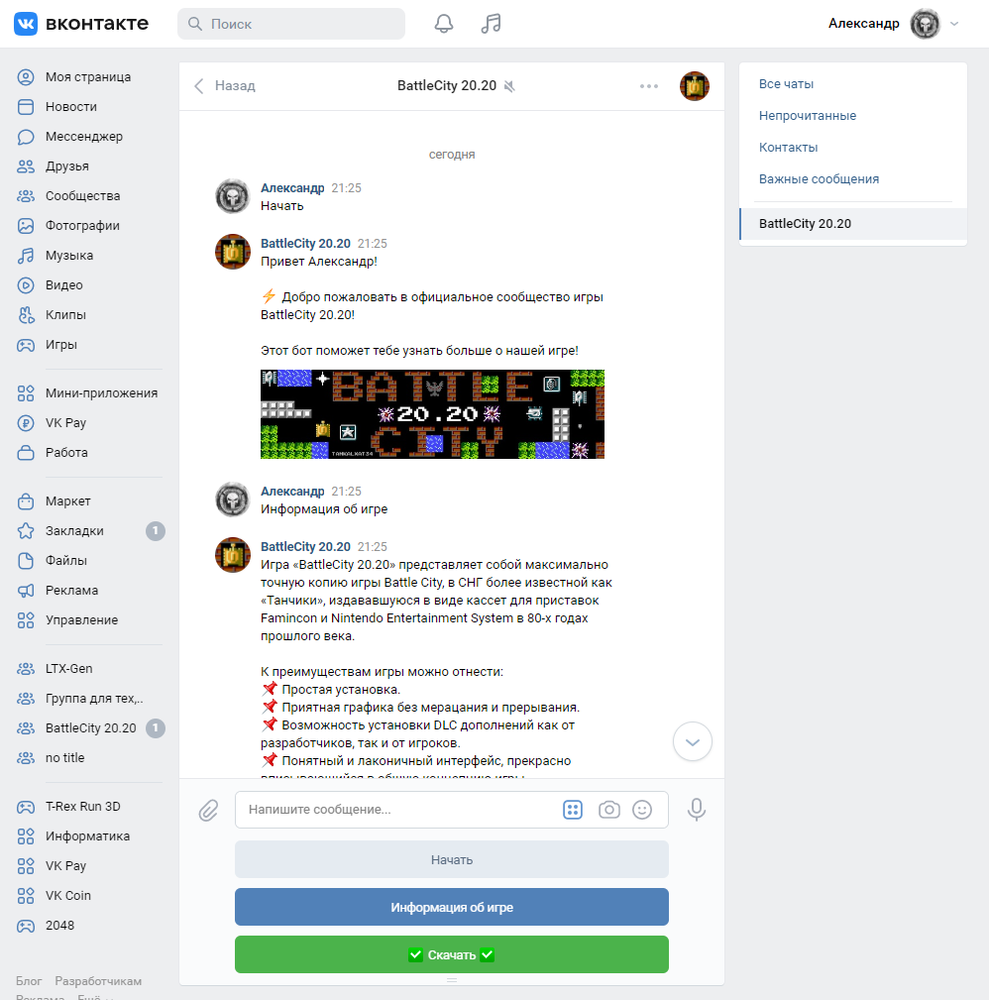 вконтакте
Поиск
Александр
Моя страница
Новости
Мессенджер
Друзья
Сообщества
Фотографии
Музыка
Видео
Клипы
Игры
Мини-приложения
VK Pay
Работа
Маркет
Закладки 1
Файлы
Реклама
Управление
LTX-Gen
Группа для тех,..
BattleCity 20.20 1
no title
T-Rex Run 3D
Информатика
VK Pay
VK Coin
2048
Блог Разработчикам
Реклама Ещё
Назад
BattleCity 20.20
сегодня
Александр 21:25
Начать
BattleCity 20.20 21:25
Привет Александр!
⚡ Добро пожаловать в официальное сообщество игры
BattleCity 20.20!
Этот бот поможет тебе узнать больше о нашей игре!
BATTLE
20.20
CITY
TAMKALKAT34
Александр 21:25
Информация об игре
BattleCity 20.20 21:25
Игра «BattleCity 20.20» представляет собой максимально
точную копию игры Battle City, в СНГ более известной как
«Танчики», издававшуюся в виде кассет для приставок
Famincon и Nintendo Entertainment System в 80-х годах
прошлого века.
К преимуществам игры можно отнести:
📌 Простая установка.
📌 Приятная графика без мерацания и прерывания.
📌 Возможность установки DLC дополнений как от
разработчиков, так и от игроков.
📌 Понятный и лаконичный интерфейс, прекрасно
вписывающийся в общую концепцию игры.
Напишите сообщение...
Начать
Информация об игре
✅ Скачать ✅
Все чаты
Непрочитанные
Контакты
Важные сообщения
BattleCity 20.20